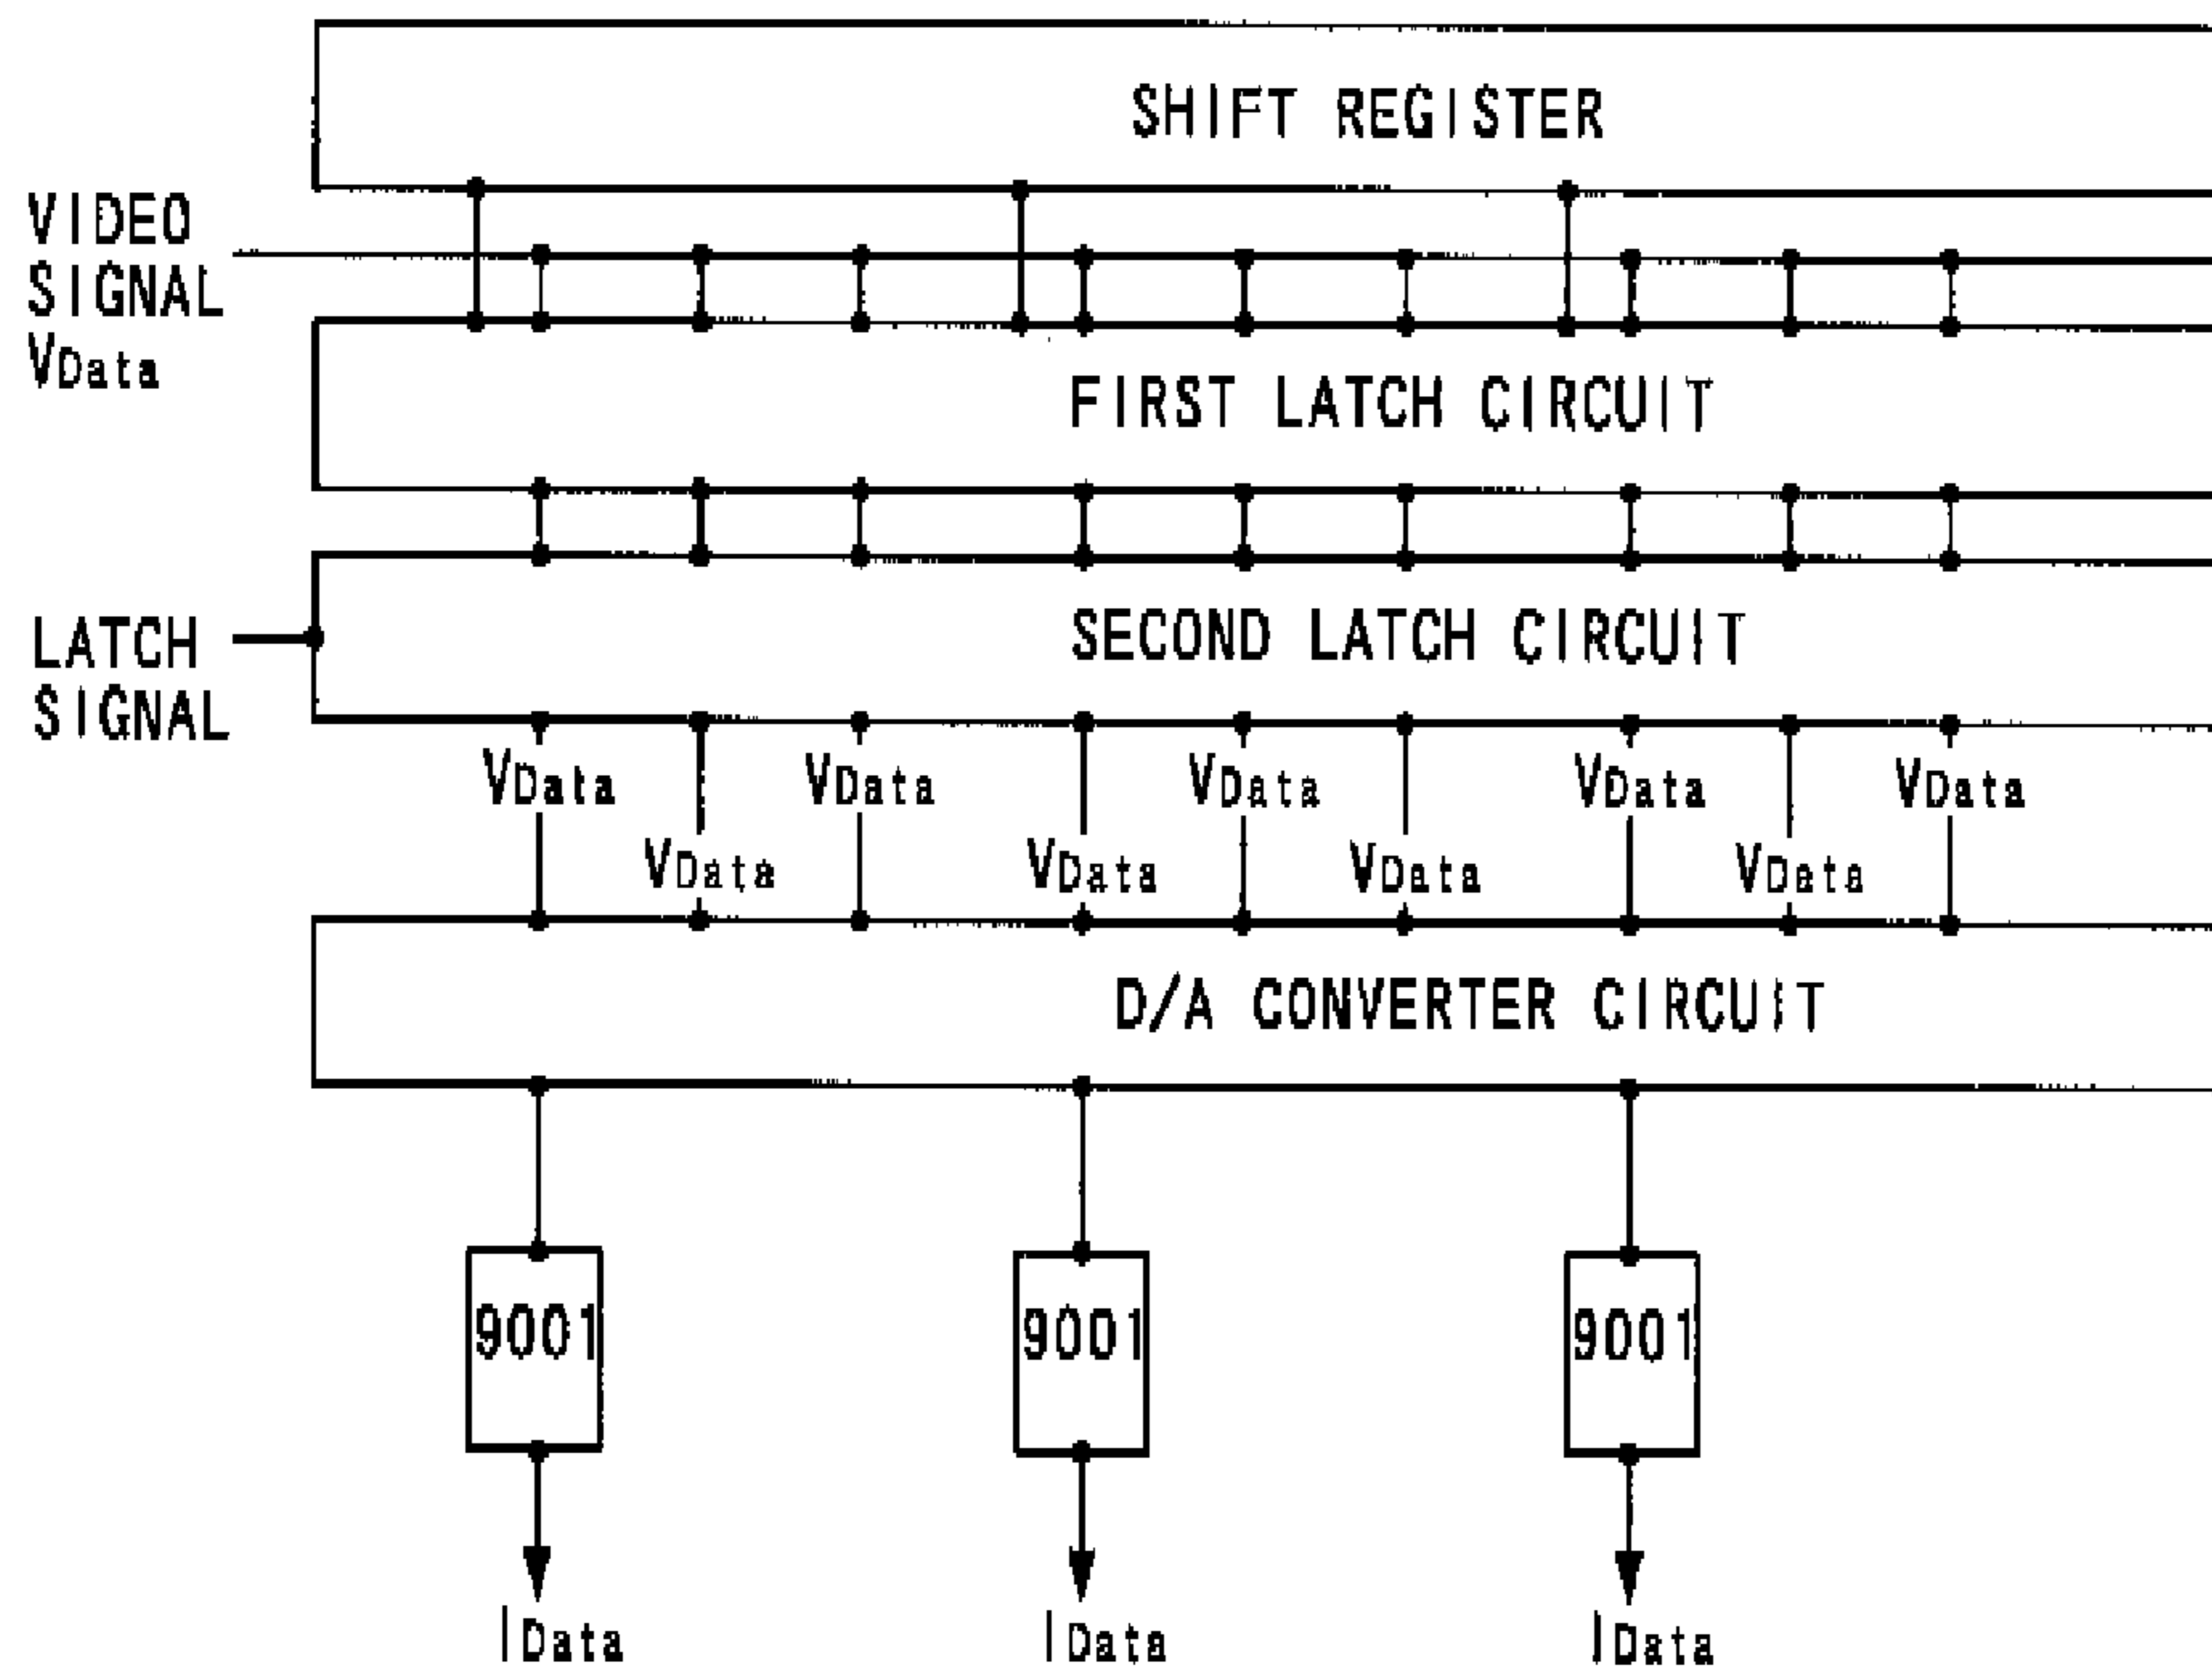 SHIFT REGISTER
VIDEO
SIGNAL
VData
FIRST LATCH CIRCUIT
SECOND LATCH CIRCUIT
LATCH
SIGNAL
VData VData VData VData VData
VData VData VData VData
D/A CONVERTER CIRCUIT
9001 9001 9001
IData IData IData